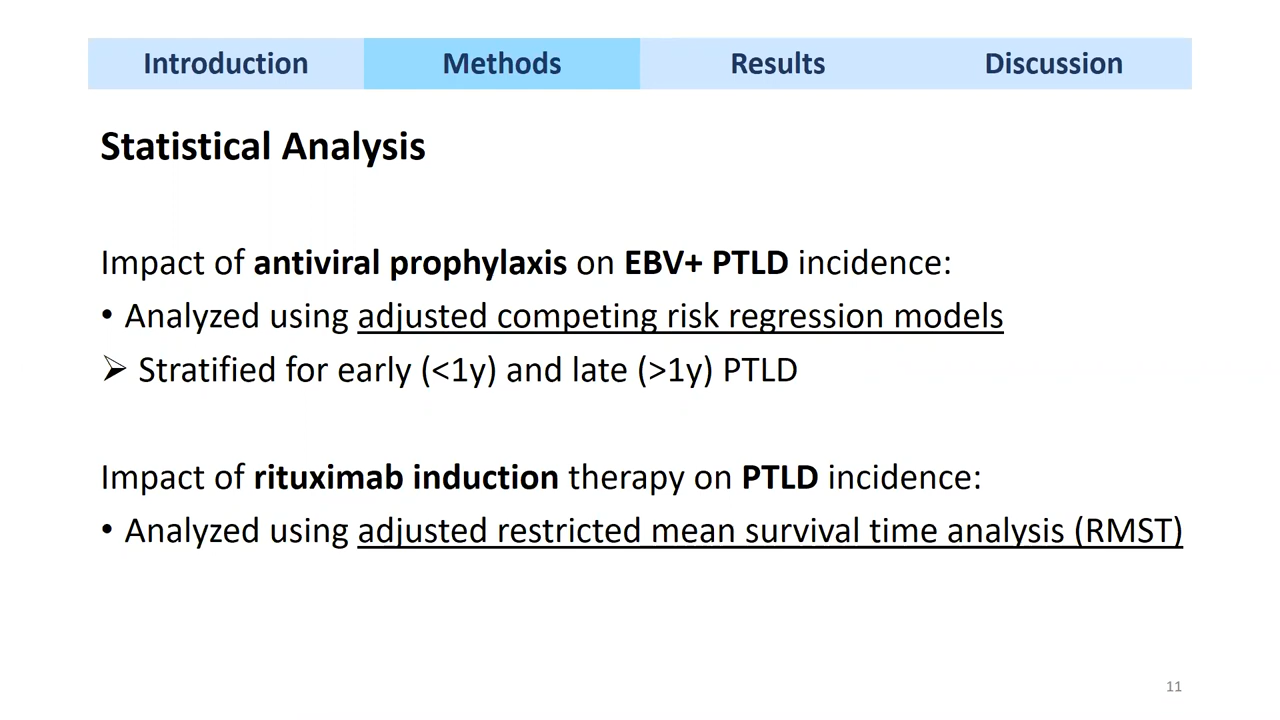 Introduction Methods Results Discussion
Statistical Analysis
Impact of antiviral prophylaxis on EBV+ PTLD incidence:
• Analyzed using adjusted competing risk regression models
➢ Stratified for early (<1y) and late (>1y) PTLD
Impact of rituximab induction therapy on PTLD incidence:
• Analyzed using adjusted restricted mean survival time analysis (RMST)
11